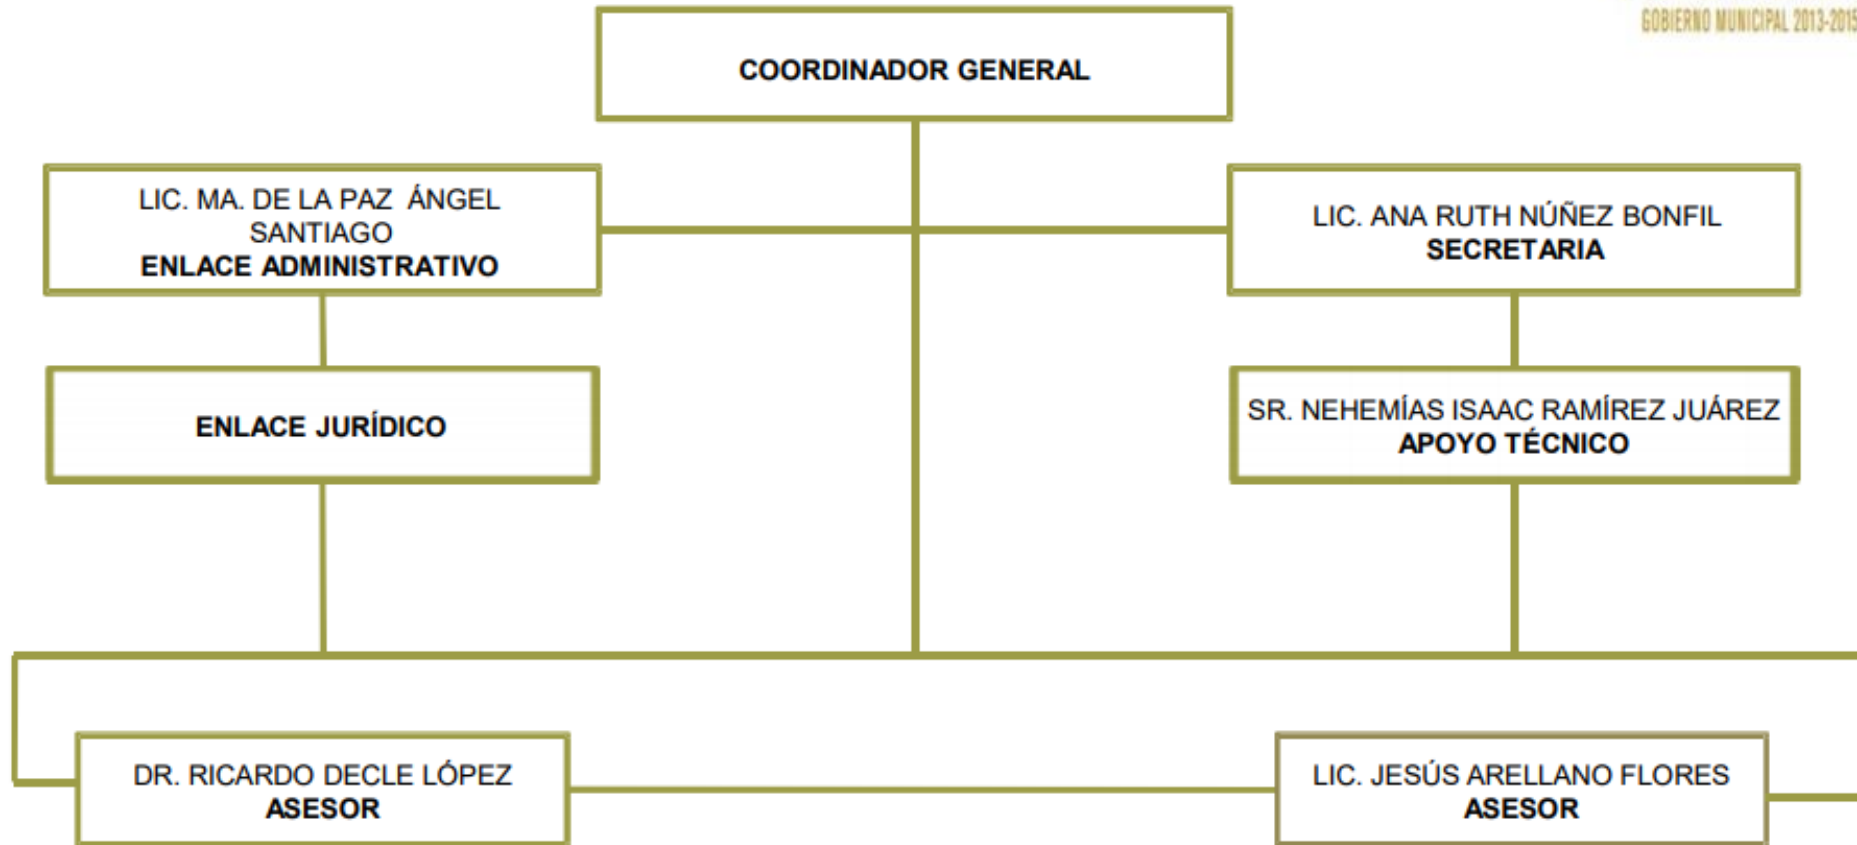 GOBIERNO MUNICIPAL 2013-2015
COORDINADOR GENERAL
LIC. MA. DE LA PAZ ÁNGEL
SANTIAGO
ENLACE ADMINISTRATIVO
LIC. ANA RUTH NÚÑEZ BONFIL
SECRETARIA
ENLACE JURÍDICO
SR. NEHEMÍAS ISAAC RAMÍREZ JUÁREZ
APOYO TÉCNICO
DR. RICARDO DECLE LÓPEZ
ASESOR
LIC. JESÚS ARELLANO FLORES
ASESOR